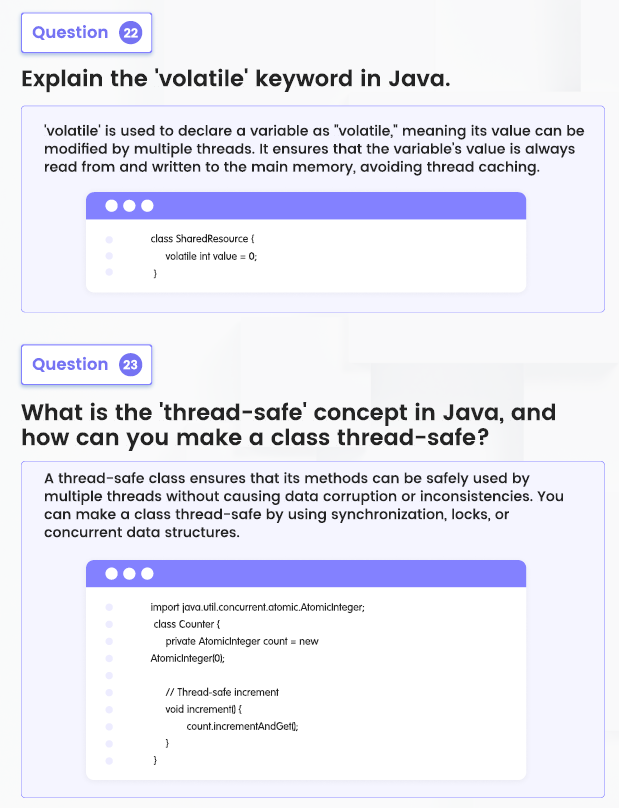 Question 22
Explain the 'volatile' keyword in Java.
'volatile' is used to declare a variable as "volatile," meaning its value can be
modified by multiple threads. It ensures that the variable's value is always
read from and written to the main memory, avoiding thread caching.
class SharedResource {
volatile int value = 0;
}
Question 23
What is the 'thread-safe' concept in Java, and
how can you make a class thread-safe?
A thread-safe class ensures that its methods can be safely used by
multiple threads without causing data corruption or inconsistencies. You
can make a class thread-safe by using synchronization, locks, or
concurrent data structures.
import java.util.concurrent.atomic.AtomicInteger;
class Counter {
private AtomicInteger count = new
AtomicInteger(0);
// Thread-safe increment
void increment() {
count.incrementAndGet();
}
}